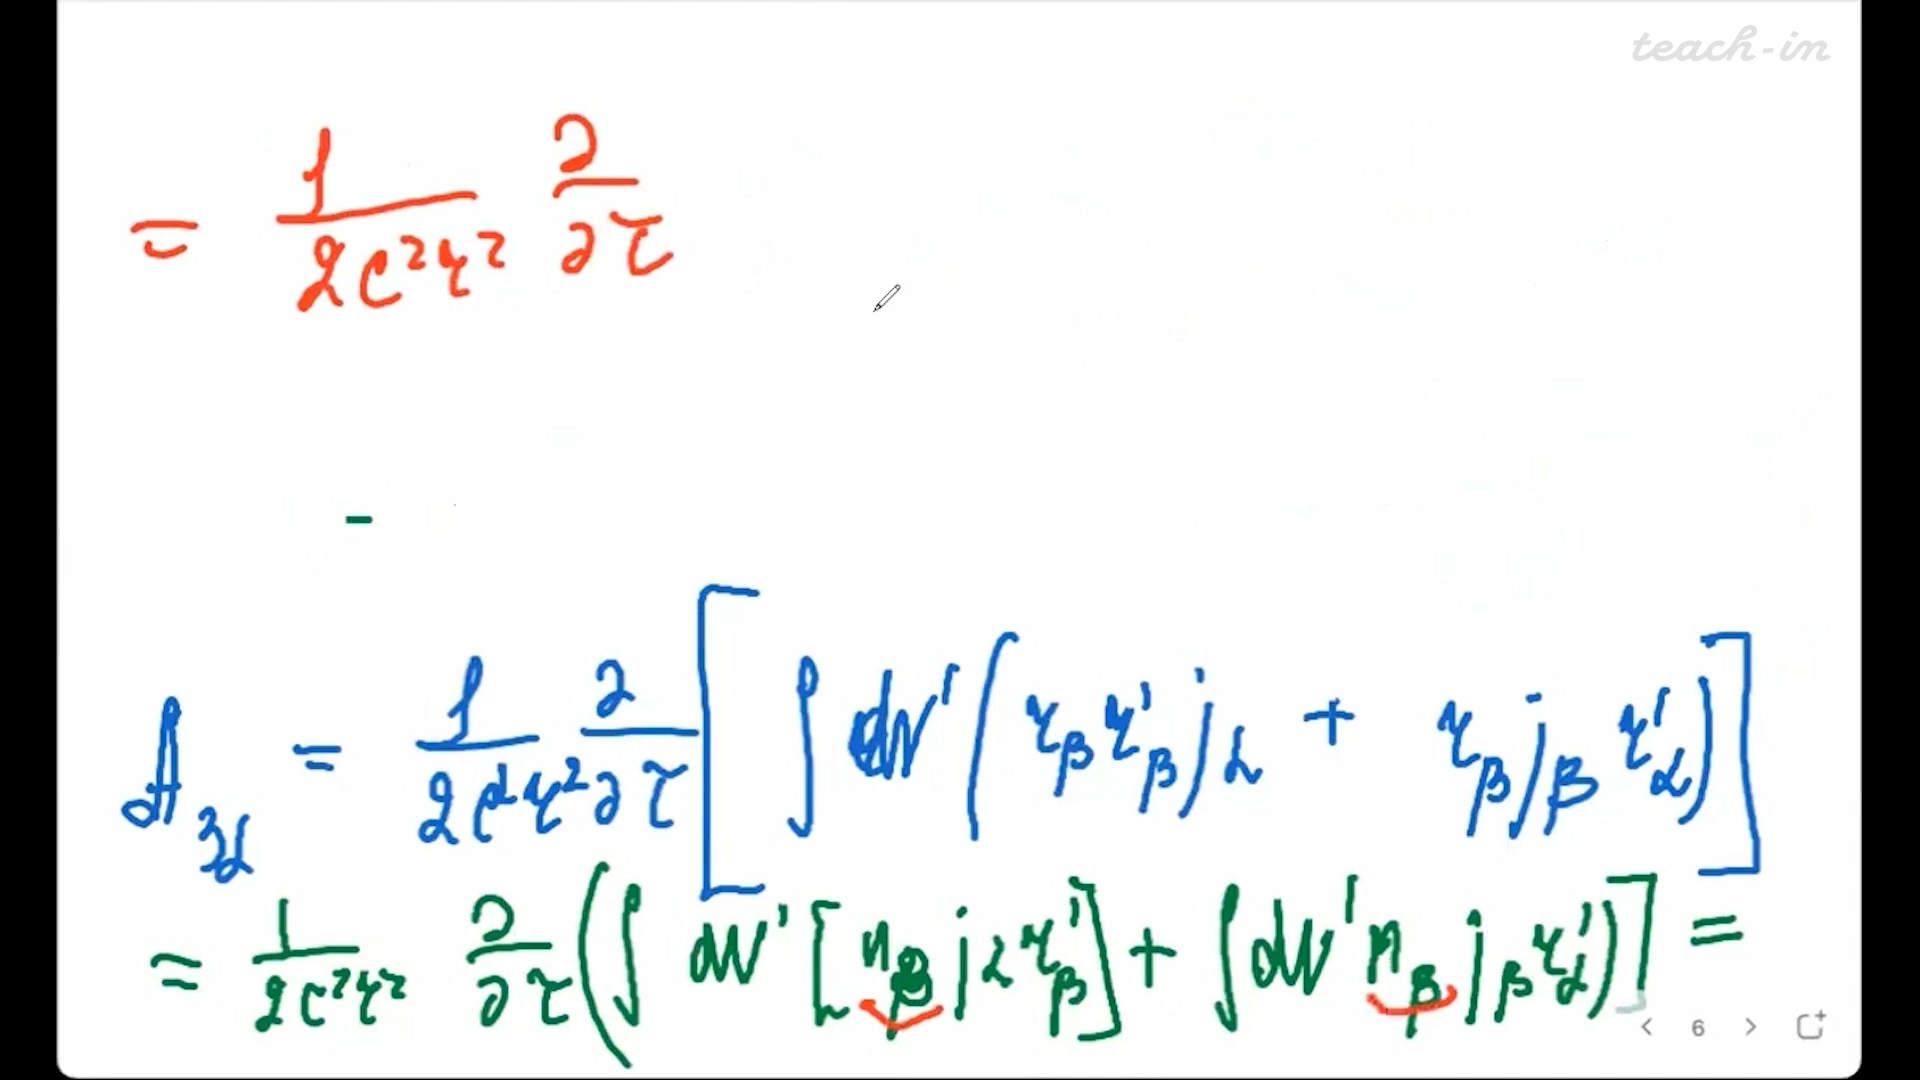 teach-in
= 1/(2c²r²) ∂/∂τ
-
A₃α = 1/(2c²r²) ∂/∂τ [ ∫ dV' ( r_β r'_β j_α + r_β j_β r'_α ) ]
= 1/(2c²r²) ∂/∂τ ( ∫ dV' [ n_β j_α r'_β ] + ∫ dV' n_β j_β r'_α ) ] =
< 6 >